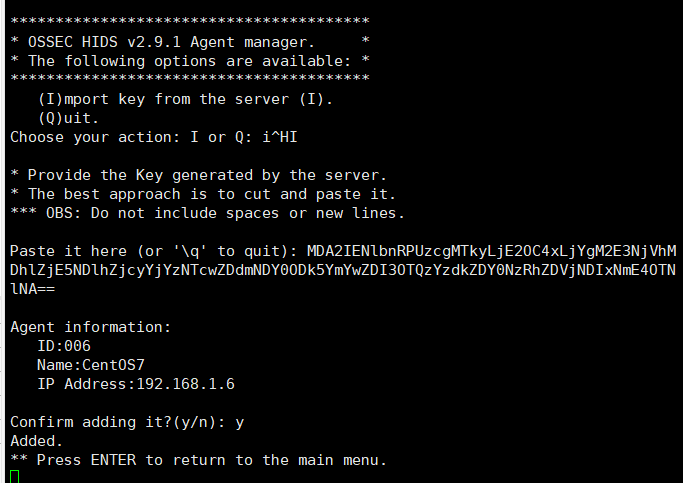 ****************************************
* OSSEC HIDS v2.9.1 Agent manager.     *
* The following options are available: *
****************************************
   (I)mport key from the server (I).
   (Q)uit.
Choose your action: I or Q: i^HI

* Provide the Key generated by the server.
* The best approach is to cut and paste it.
*** OBS: Do not include spaces or new lines.

Paste it here (or '\q' to quit): MDA2IENlbnRPUzcgMTkyLjE2OC4xLjYgM2E3NjVhM
DhlZjE5NDlhZjcyYjYzNTcwZDdmNDY0ODk5YmYwZDI3OTQzYzdkZDY0NzRhZDVjNDIxNmE4OTN
lNA==

Agent information:
   ID:006
   Name:CentOS7
   IP Address:192.168.1.6

Confirm adding it?(y/n): y
Added.
** Press ENTER to return to the main menu.